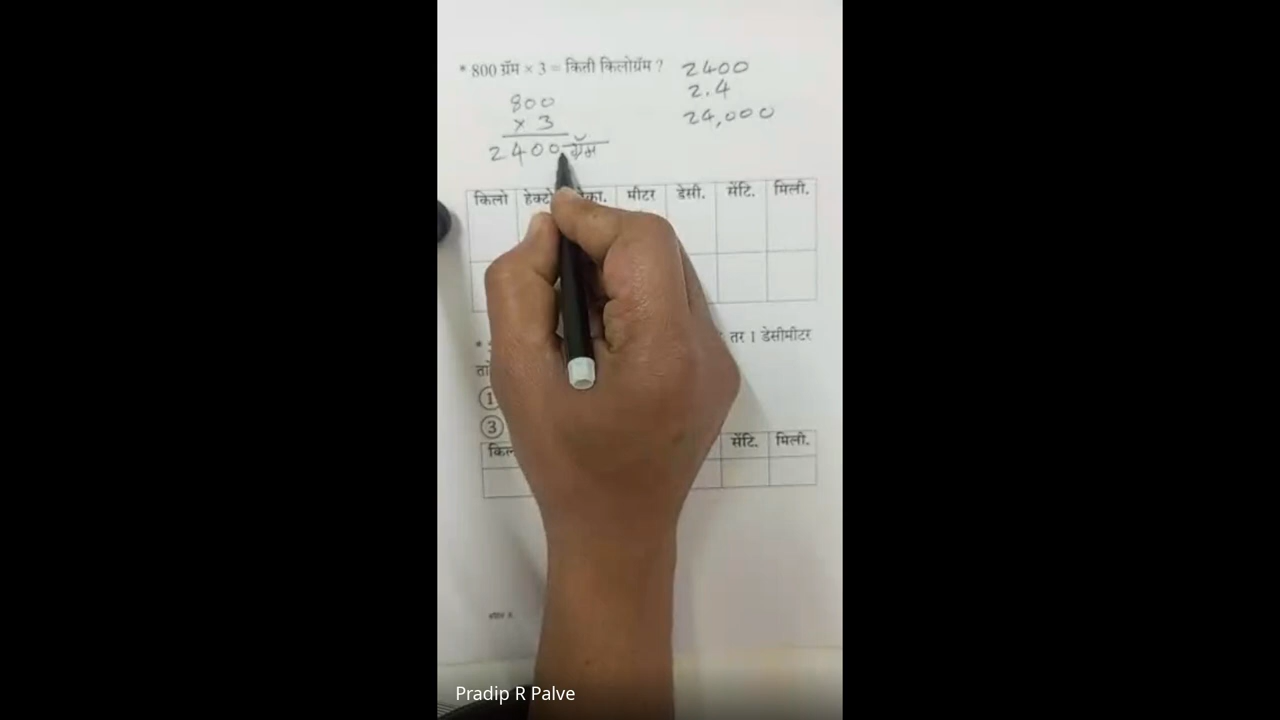 * 800 ग्रॅम × 3 = किती किलोग्रॅम ?
2400
2.4
24,000
800
× 3
2400 ग्रॅम
किलो हेक्टो डेका. मीटर डेसी. सेंटि. मिली.
* तर 1 डेसीमीटर
①
③
सेंटि. मिली.
Pradip R Palve